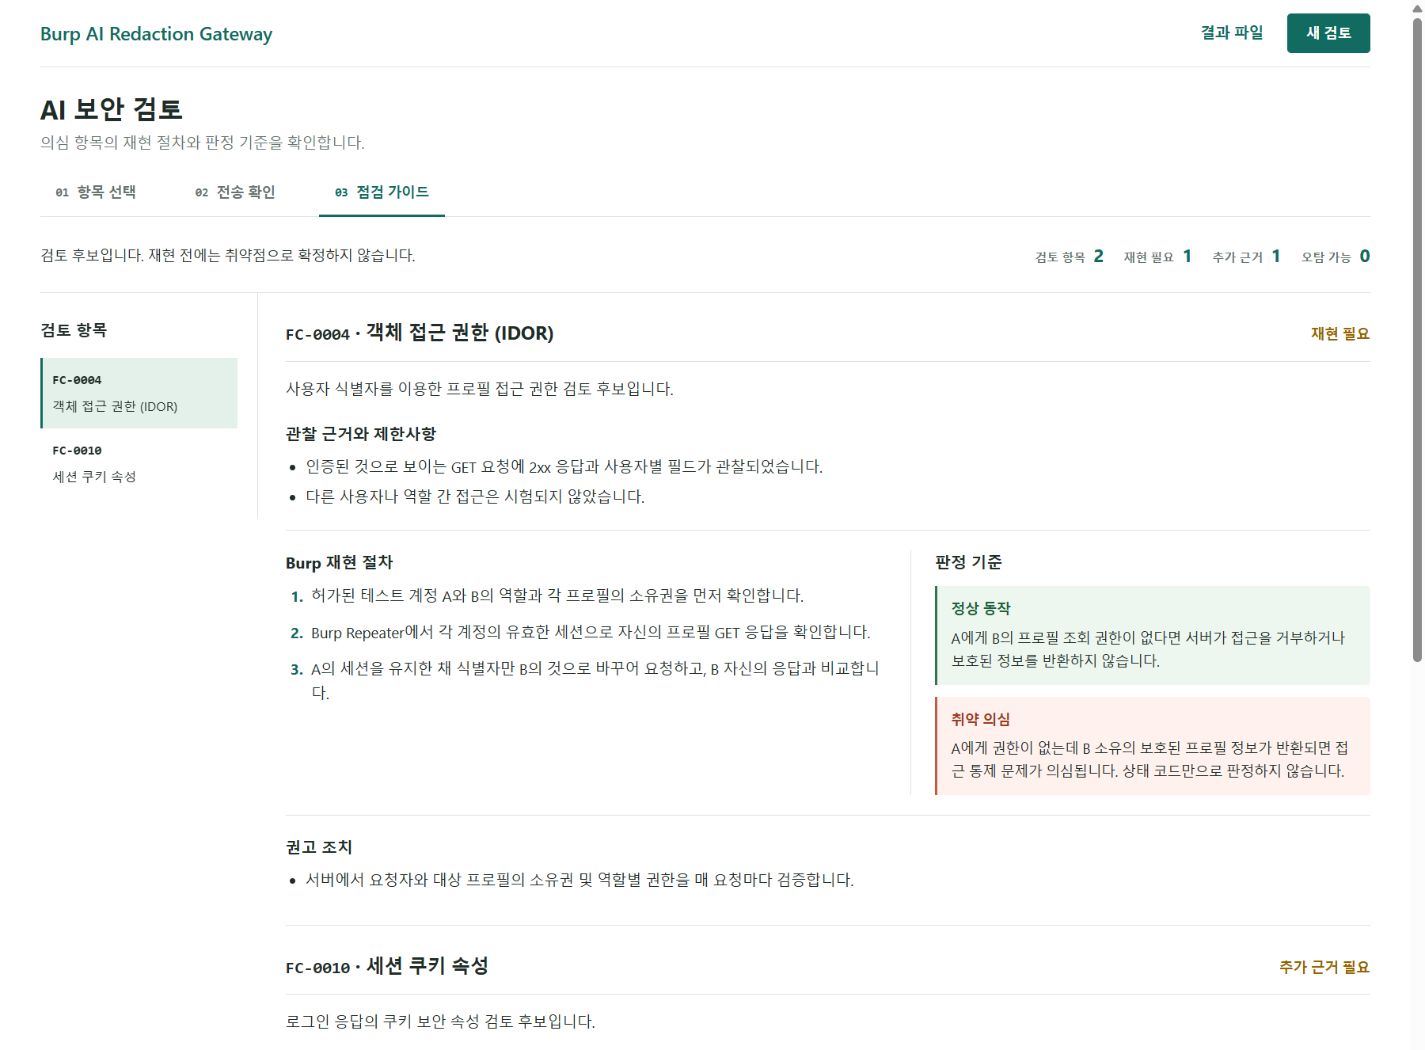 Burp AI Redaction Gateway
결과 파일
새 검토
AI 보안 검토
의심 항목의 재현 절차와 판정 기준을 확인합니다.
01 항목 선택
02 전송 확인
03 점검 가이드
검토 후보입니다. 재현 전에는 취약점으로 확정하지 않습니다.
검토 항목 2 재현 필요 1 추가 근거 1 오탐 가능 0
검토 항목
FC-0004
객체 접근 권한 (IDOR)
FC-0010
세션 쿠키 속성
FC-0004 · 객체 접근 권한 (IDOR)
재현 필요
사용자 식별자를 이용한 프로필 접근 권한 검토 후보입니다.
관찰 근거와 제한사항
• 인증된 것으로 보이는 GET 요청에 2xx 응답과 사용자별 필드가 관찰되었습니다.
• 다른 사용자나 역할 간 접근은 시험되지 않았습니다.
Burp 재현 절차
1. 허가된 테스트 계정 A와 B의 역할과 각 프로필의 소유권을 먼저 확인합니다.
2. Burp Repeater에서 각 계정의 유효한 세션으로 자신의 프로필 GET 응답을 확인합니다.
3. A의 세션을 유지한 채 식별자만 B의 것으로 바꾸어 요청하고, B 자신의 응답과 비교합니
다.
판정 기준
정상 동작
A에게 B의 프로필 조회 권한이 없다면 서버가 접근을 거부하거나
보호된 정보를 반환하지 않습니다.
취약 의심
A에게 권한이 없는데 B 소유의 보호된 프로필 정보가 반환되면 접
근 통제 문제가 의심됩니다. 상태 코드만으로 판정하지 않습니다.
권고 조치
• 서버에서 요청자와 대상 프로필의 소유권 및 역할별 권한을 매 요청마다 검증합니다.
FC-0010 · 세션 쿠키 속성
추가 근거 필요
로그인 응답의 쿠키 보안 속성 검토 후보입니다.